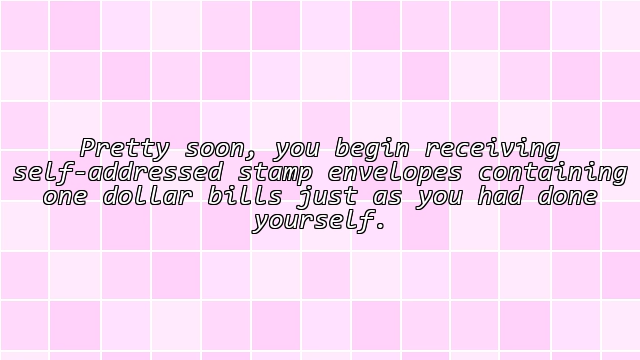 Pretty soon, you begin receiving
self-addressed stamp envelopes containing
one dollar bills just as you had done
yourself.